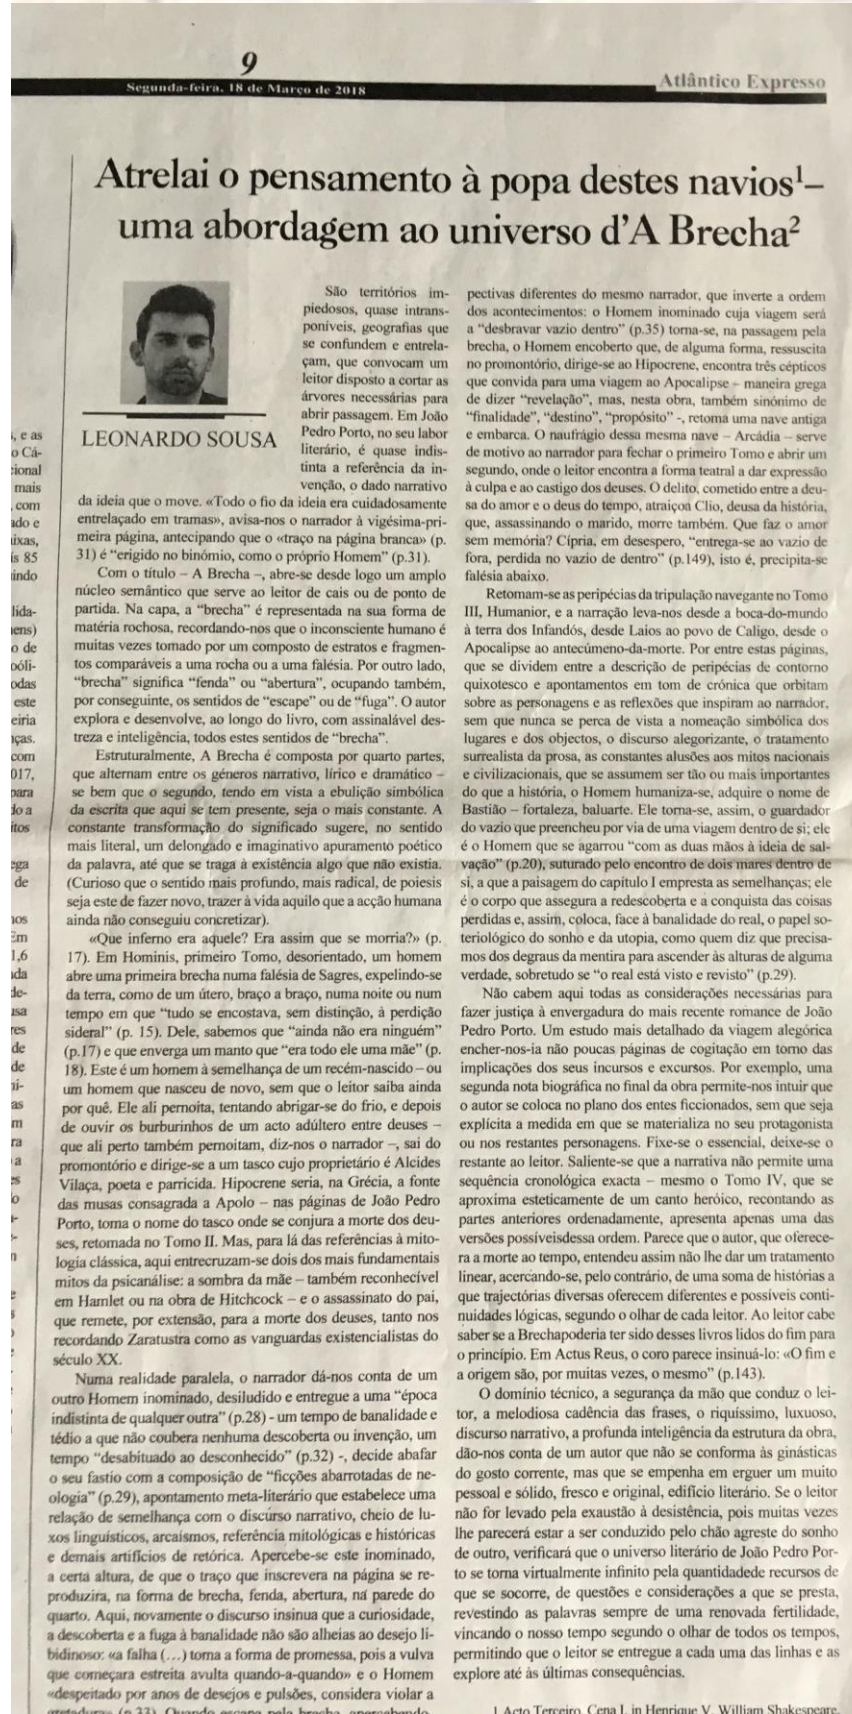 9
Segunda-feira, 18 de Março de 2018
Atlântico Expresso
Atrelai o pensamento à popa destes navios¹–
uma abordagem ao universo d'A Brecha²
LEONARDO SOUSA
São territórios im-
piedosos, quase intrans-
poníveis, geografias que
se confundem e entrela-
çam, que convocam um
leitor disposto a cortar as
árvores necessárias para
abrir passagem. Em João
Pedro Porto, no seu labor
literário, é quase indis-
tinta a referência da in-
venção, o dado narrativo
da ideia que o move. «Todo o fio da ideia era cuidadosamente
entrelaçado em tramas», avisa-nos o narrador à vigésima-pri-
meira página, antecipando que o «traço na página branca» (p.
31) é “erigido no binómio, como o próprio Homem” (p.31).
Com o título – A Brecha –, abre-se desde logo um amplo
núcleo semântico que serve ao leitor de cais ou de ponto de
partida. Na capa, a “brecha” é representada na sua forma de
matéria rochosa, recordando-nos que o inconsciente humano é
muitas vezes tomado por um composto de estratos e fragmen-
tos comparáveis a uma rocha ou a uma falésia. Por outro lado,
“brecha” significa “fenda” ou “abertura”, ocupando também,
por conseguinte, os sentidos de “escape” ou de “fuga”. O autor
explora e desenvolve, ao longo do livro, com assinalável des-
treza e inteligência, todos estes sentidos de “brecha”.
Estruturalmente, A Brecha é composta por quarto partes,
que alternam entre os géneros narrativo, lírico e dramático –
se bem que o segundo, tendo em vista a ebulição simbólica
da escrita que aqui se tem presente, seja o mais constante. A
constante transformação do significado sugere, no sentido
mais literal, um delongado e imaginativo apuramento poético
da palavra, até que se traga à existência algo que não existia.
(Curioso que o sentido mais profundo, mais radical, de poiesis
seja este de fazer novo, trazer à vida aquilo que a acção humana
ainda não conseguiu concretizar).
«Que inferno era aquele? Era assim que se morria?» (p.
17). Em Hominis, primeiro Tomo, desorientado, um homem
abre uma primeira brecha numa falésia de Sagres, expelindo-se
da terra, como de um útero, braço a braço, numa noite ou num
tempo em que “tudo se encostava, sem distinção, à perdição
sideral” (p. 15). Dele, sabemos que “ainda não era ninguém”
(p.17) e que enverga um manto que “era todo ele uma mãe” (p.
18). Este é um homem à semelhança de um recém-nascido – ou
um homem que nasceu de novo, sem que o leitor saiba ainda
por quê. Ele ali pernoita, tentando abrigar-se do frio, e depois
de ouvir os burburinhos de um acto adúltero entre deuses –
que ali perto também pernoitam, diz-nos o narrador –, sai do
promontório e dirige-se a um tasco cujo proprietário é Alcides
Vilaça, poeta e parricida. Hipocrene seria, na Grécia, a fonte
das musas consagrada a Apolo – nas páginas de João Pedro
Porto, toma o nome do tasco onde se conjura a morte dos deu-
ses, retomada no Tomo II. Mas, para lá das referências à mito-
logia clássica, aqui entrecruzam-se dois dos mais fundamentais
mitos da psicanálise: a sombra da mãe – também reconhecível
em Hamlet ou na obra de Hitchcock – e o assassinato do pai,
que remete, por extensão, para a morte dos deuses, tanto nos
recordando Zaratustra como as vanguardas existencialistas do
século XX.
Numa realidade paralela, o narrador dá-nos conta de um
outro Homem inominado, desiludido e entregue a uma “época
indistinta de qualquer outra” (p.28) - um tempo de banalidade e
tédio a que não coubera nenhuma descoberta ou invenção, um
tempo “desabituado ao desconhecido” (p.32) -, decide abafar
o seu fastio com a composição de “ficções abarrotadas de ne-
ologia” (p.29), apontamento meta-literário que estabelece uma
relação de semelhança com o discurso narrativo, cheio de lu-
xos linguísticos, arcaísmos, referência mitológicas e históricas
e demais artifícios de retórica. Apercebe-se este inominado,
a certa altura, de que o traço que inscrevera na página se re-
produzira, na forma de brecha, fenda, abertura, na parede do
quarto. Aqui, novamente o discurso insinua que a curiosidade,
a descoberta e a fuga à banalidade não são alheias ao desejo li-
bidinoso: «a falha (…) toma a forma de promessa, pois a vulva
que começara estreita avulta quando-a-quando» e o Homem
«despeitado por anos de desejos e pulsões, considera violar a
pectivas diferentes do mesmo narrador, que inverte a ordem
dos acontecimentos: o Homem inominado cuja viagem será
a “desbravar vazio dentro” (p.35) torna-se, na passagem pela
brecha, o Homem encoberto que, de alguma forma, ressuscita
no promontório, dirige-se ao Hipocrene, encontra três cépticos
que convida para uma viagem ao Apocalipse – maneira grega
de dizer “revelação”, mas, nesta obra, também sinónimo de
“finalidade”, “destino”, “propósito” -, retoma uma nave antiga
e embarca. O naufrágio dessa mesma nave – Arcádia – serve
de motivo ao narrador para fechar o primeiro Tomo e abrir um
segundo, onde o leitor encontra a forma teatral a dar expressão
à culpa e ao castigo dos deuses. O delito, cometido entre a deu-
sa do amor e o deus do tempo, atraiçoa Clio, deusa da história,
que, assassinando o marido, morre também. Que faz o amor
sem memória? Cípria, em desespero, “entrega-se ao vazio de
fora, perdida no vazio de dentro” (p.149), isto é, precipita-se
falésia abaixo.
Retomam-se as peripécias da tripulação navegante no Tomo
III, Humanior, e a narração leva-nos desde a boca-do-mundo
à terra dos Infandós, desde Laios ao povo de Caligo, desde o
Apocalipse ao antecúmeno-da-morte. Por entre estas páginas,
que se dividem entre a descrição de peripécias de contorno
quixotesco e apontamentos em tom de crónica que orbitam
sobre as personagens e as reflexões que inspiram ao narrador,
sem que nunca se perca de vista a nomeação simbólica dos
lugares e dos objectos, o discurso alegorizante, o tratamento
surrealista da prosa, as constantes alusões aos mitos nacionais
e civilizacionais, que se assumem ser tão ou mais importantes
do que a história, o Homem humaniza-se, adquire o nome de
Bastião – fortaleza, baluarte. Ele torna-se, assim, o guardador
do vazio que preencheu por via de uma viagem dentro de si; ele
é o Homem que se agarrou “com as duas mãos à ideia de sal-
vação” (p.20), suturado pelo encontro de dois mares dentro de
si, a que a paisagem do capítulo I empresta as semelhanças; ele
é o corpo que assegura a redescoberta e a conquista das coisas
perdidas e, assim, coloca, face à banalidade do real, o papel so-
teriológico do sonho e da utopia, como quem diz que precisa-
mos dos degraus da mentira para ascender às alturas de alguma
verdade, sobretudo se “o real está visto e revisto” (p.29).
Não cabem aqui todas as considerações necessárias para
fazer justiça à envergadura do mais recente romance de João
Pedro Porto. Um estudo mais detalhado da viagem alegórica
encher-nos-ia não poucas páginas de cogitação em torno das
implicações dos seus incursos e excursos. Por exemplo, uma
segunda nota biográfica no final da obra permite-nos intuir que
o autor se coloca no plano dos entes ficcionados, sem que seja
explícita a medida em que se materializa no seu protagonista
ou nos restantes personagens. Fixe-se o essencial, deixe-se o
restante ao leitor. Saliente-se que a narrativa não permite uma
sequência cronológica exacta – mesmo o Tomo IV, que se
aproxima esteticamente de um canto heróico, recontando as
partes anteriores ordenadamente, apresenta apenas uma das
versões possíveisdessa ordem. Parece que o autor, que oferece-
ra a morte ao tempo, entendeu assim não lhe dar um tratamento
linear, acercando-se, pelo contrário, de uma soma de histórias a
que trajectórias diversas oferecem diferentes e possíveis conti-
nuidades lógicas, segundo o olhar de cada leitor. Ao leitor cabe
saber se a Brechapoderia ter sido desses livros lidos do fim para
o princípio. Em Actus Reus, o coro parece insinuá-lo: «O fim e
a origem são, por muitas vezes, o mesmo” (p.143).
O domínio técnico, a segurança da mão que conduz o lei-
tor, a melodiosa cadência das frases, o riquíssimo, luxuoso,
discurso narrativo, a profunda inteligência da estrutura da obra,
dão-nos conta de um autor que não se conforma às ginásticas
do gosto corrente, mas que se empenha em erguer um muito
pessoal e sólido, fresco e original, edifício literário. Se o leitor
não for levado pela exaustão à desistência, pois muitas vezes
lhe parecerá estar a ser conduzido pelo chão agreste do sonho
de outro, verificará que o universo literário de João Pedro Por-
to se torna virtualmente infinito pela quantidadede recursos de
que se socorre, de questões e considerações a que se presta,
revestindo as palavras sempre de uma renovada fertilidade,
vincando o nosso tempo segundo o olhar de todos os tempos,
permitindo que o leitor se entregue a cada uma das linhas e as
explore até às últimas consequências.
1 Acto Terceiro, Cena I, in Henrique V, William Shakespeare,